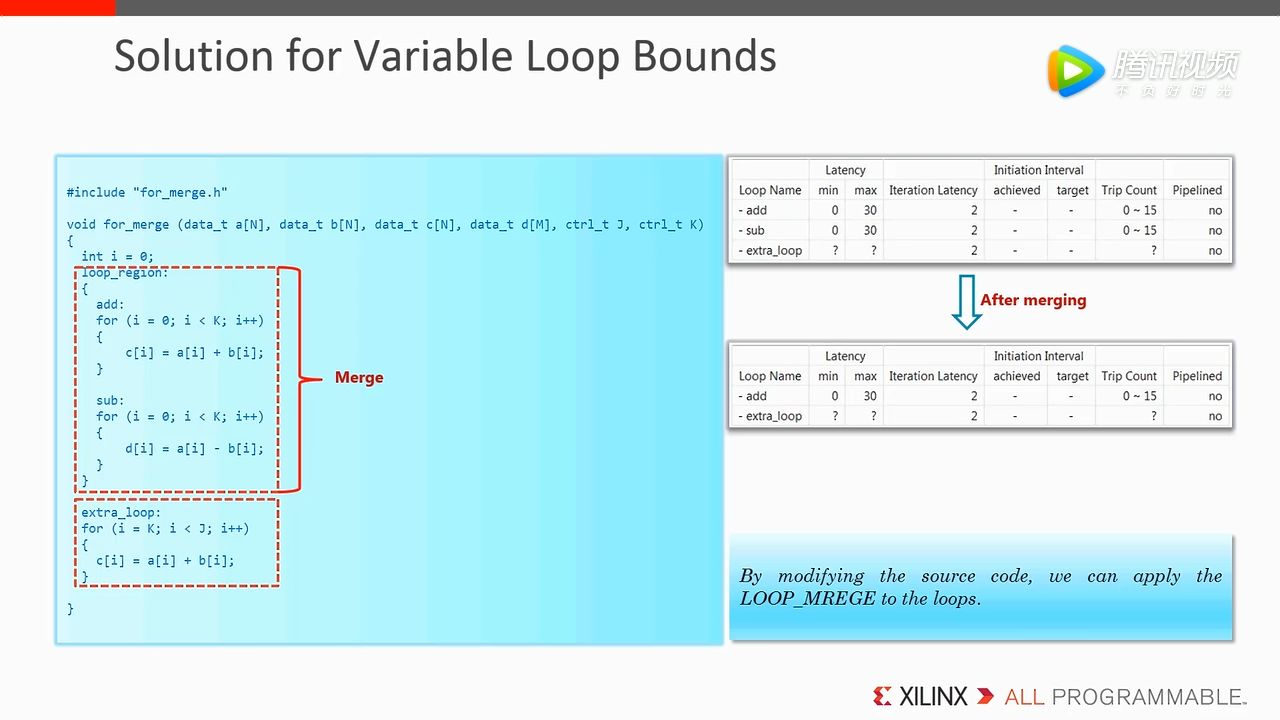 Solution for Variable Loop Bounds
腾讯视频
不负好时光
#include "for_merge.h"
void for_merge (data_t a[N], data_t b[N], data_t c[N], data_t d[M], ctrl_t J, ctrl_t K)
{
int i = 0;
loop_region:
{
add:
for (i = 0; i < K; i++)
{
c[i] = a[i] + b[i];
}
sub:
for (i = 0; i < K; i++)
{
d[i] = a[i] - b[i];
}
}
Merge
extra_loop:
for (i = K; i < J; i++)
{
c[i] = a[i] + b[i];
}
}
Latency Initiation Interval
Loop Name min max Iteration Latency achieved target Trip Count Pipelined
- add 0 30 2 - - 0 ~ 15 no
- sub 0 30 2 - - 0 ~ 15 no
- extra_loop ? ? 2 - - ? no
After merging
Latency Initiation Interval
Loop Name min max Iteration Latency achieved target Trip Count Pipelined
- add 0 30 2 - - 0 ~ 15 no
- extra_loop ? ? 2 - - ? no
By modifying the source code, we can apply the
LOOP_MREGE to the loops.
XILINX ALL PROGRAMMABLE™